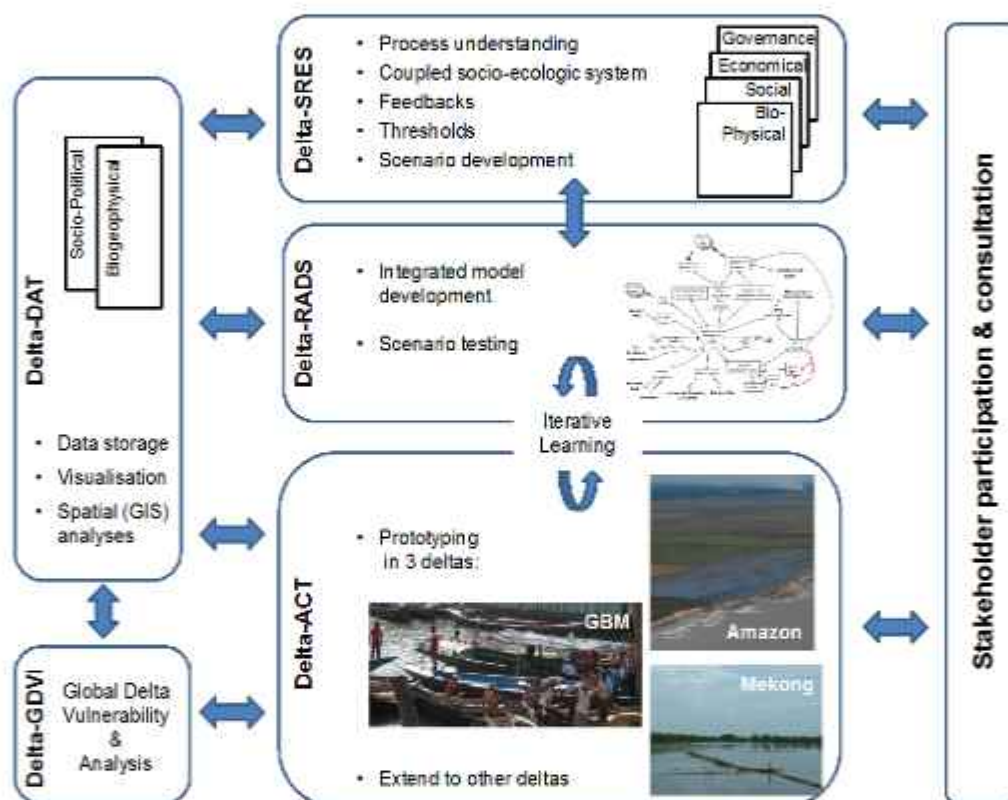 Delta-DAT
Socio-Political
Biogeophysical
• Data storage
• Visualisation
• Spatial (GIS)
analyses
Delta-GDVI
Global Delta
Vulnerability
&
Analysis
Delta-SRES
• Process understanding
• Coupled socio-ecologic system
• Feedbacks
• Thresholds
• Scenario development
Governance
Economical
Social
Bio-
Physical
Delta-RADS
• Integrated model
development
• Scenario testing
Iterative
Learning
Delta-ACT
• Prototyping
in 3 deltas:
GBM
Amazon
Mekong
• Extend to other deltas
Stakeholder participation & consultation